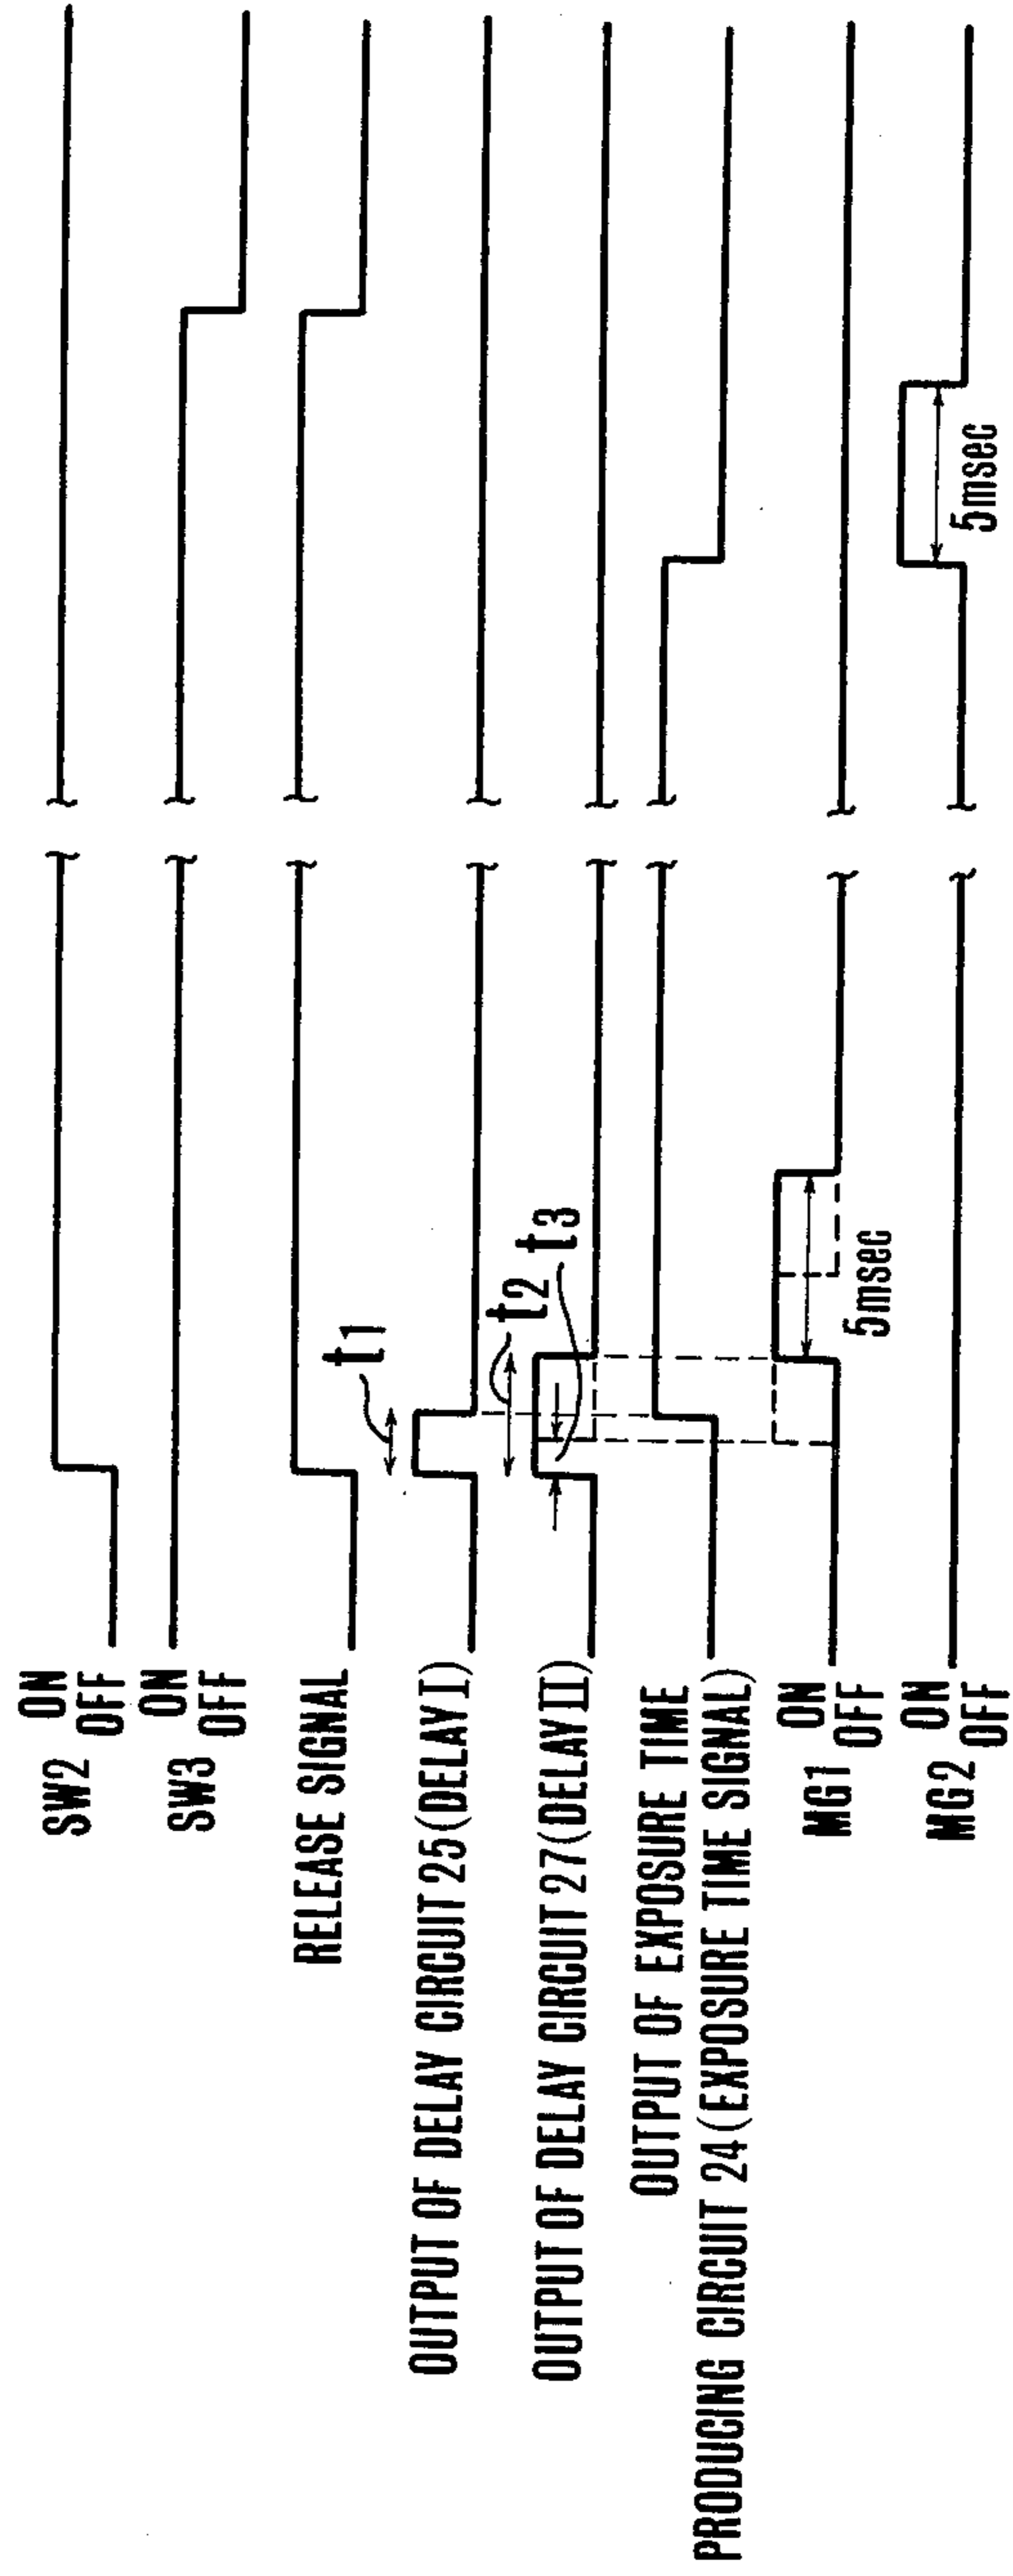 SW2 ON
OFF
SW3 ON
OFF
RELEASE SIGNAL
t1
OUTPUT OF DELAY CIRCUIT 25(DELAY I)
t2
t3
OUTPUT OF DELAY CIRCUIT 27(DELAY II)
OUTPUT OF EXPOSURE TIME
PRODUCING CIRCUIT 24(EXPOSURE TIME SIGNAL)
MG1 ON
OFF
5msec
MG2 ON
OFF
5msec